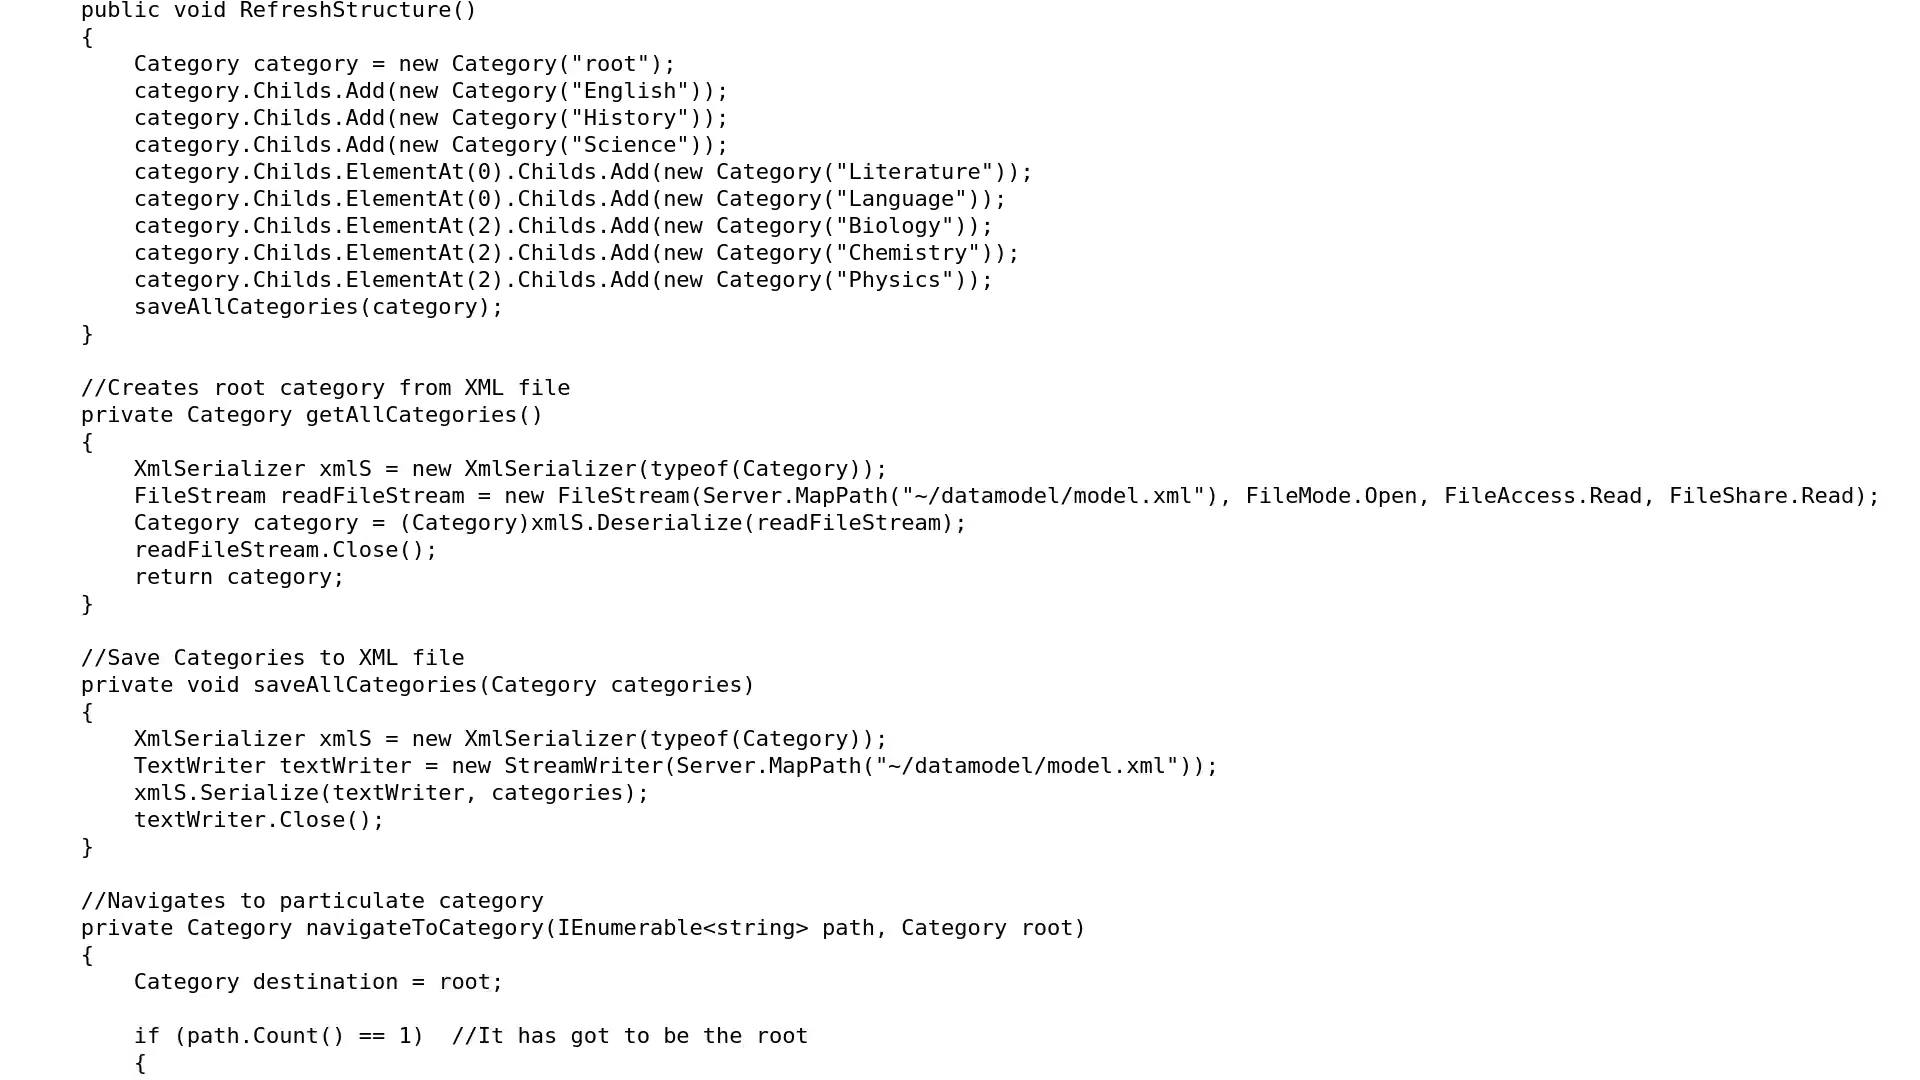 public void RefreshStructure()
{
    Category category = new Category("root");
    category.Childs.Add(new Category("English"));
    category.Childs.Add(new Category("History"));
    category.Childs.Add(new Category("Science"));
    category.Childs.ElementAt(0).Childs.Add(new Category("Literature"));
    category.Childs.ElementAt(0).Childs.Add(new Category("Language"));
    category.Childs.ElementAt(2).Childs.Add(new Category("Biology"));
    category.Childs.ElementAt(2).Childs.Add(new Category("Chemistry"));
    category.Childs.ElementAt(2).Childs.Add(new Category("Physics"));
    saveAllCategories(category);
}

//Creates root category from XML file
private Category getAllCategories()
{
    XmlSerializer xmlS = new XmlSerializer(typeof(Category));
    FileStream readFileStream = new FileStream(Server.MapPath("~/datamodel/model.xml"), FileMode.Open, FileAccess.Read, FileShare.Read);
    Category category = (Category)xmlS.Deserialize(readFileStream);
    readFileStream.Close();
    return category;
}

//Save Categories to XML file
private void saveAllCategories(Category categories)
{
    XmlSerializer xmlS = new XmlSerializer(typeof(Category));
    TextWriter textWriter = new StreamWriter(Server.MapPath("~/datamodel/model.xml"));
    xmlS.Serialize(textWriter, categories);
    textWriter.Close();
}

//Navigates to particulate category
private Category navigateToCategory(IEnumerable<string> path, Category root)
{
    Category destination = root;

    if (path.Count() == 1)  //It has got to be the root
    {